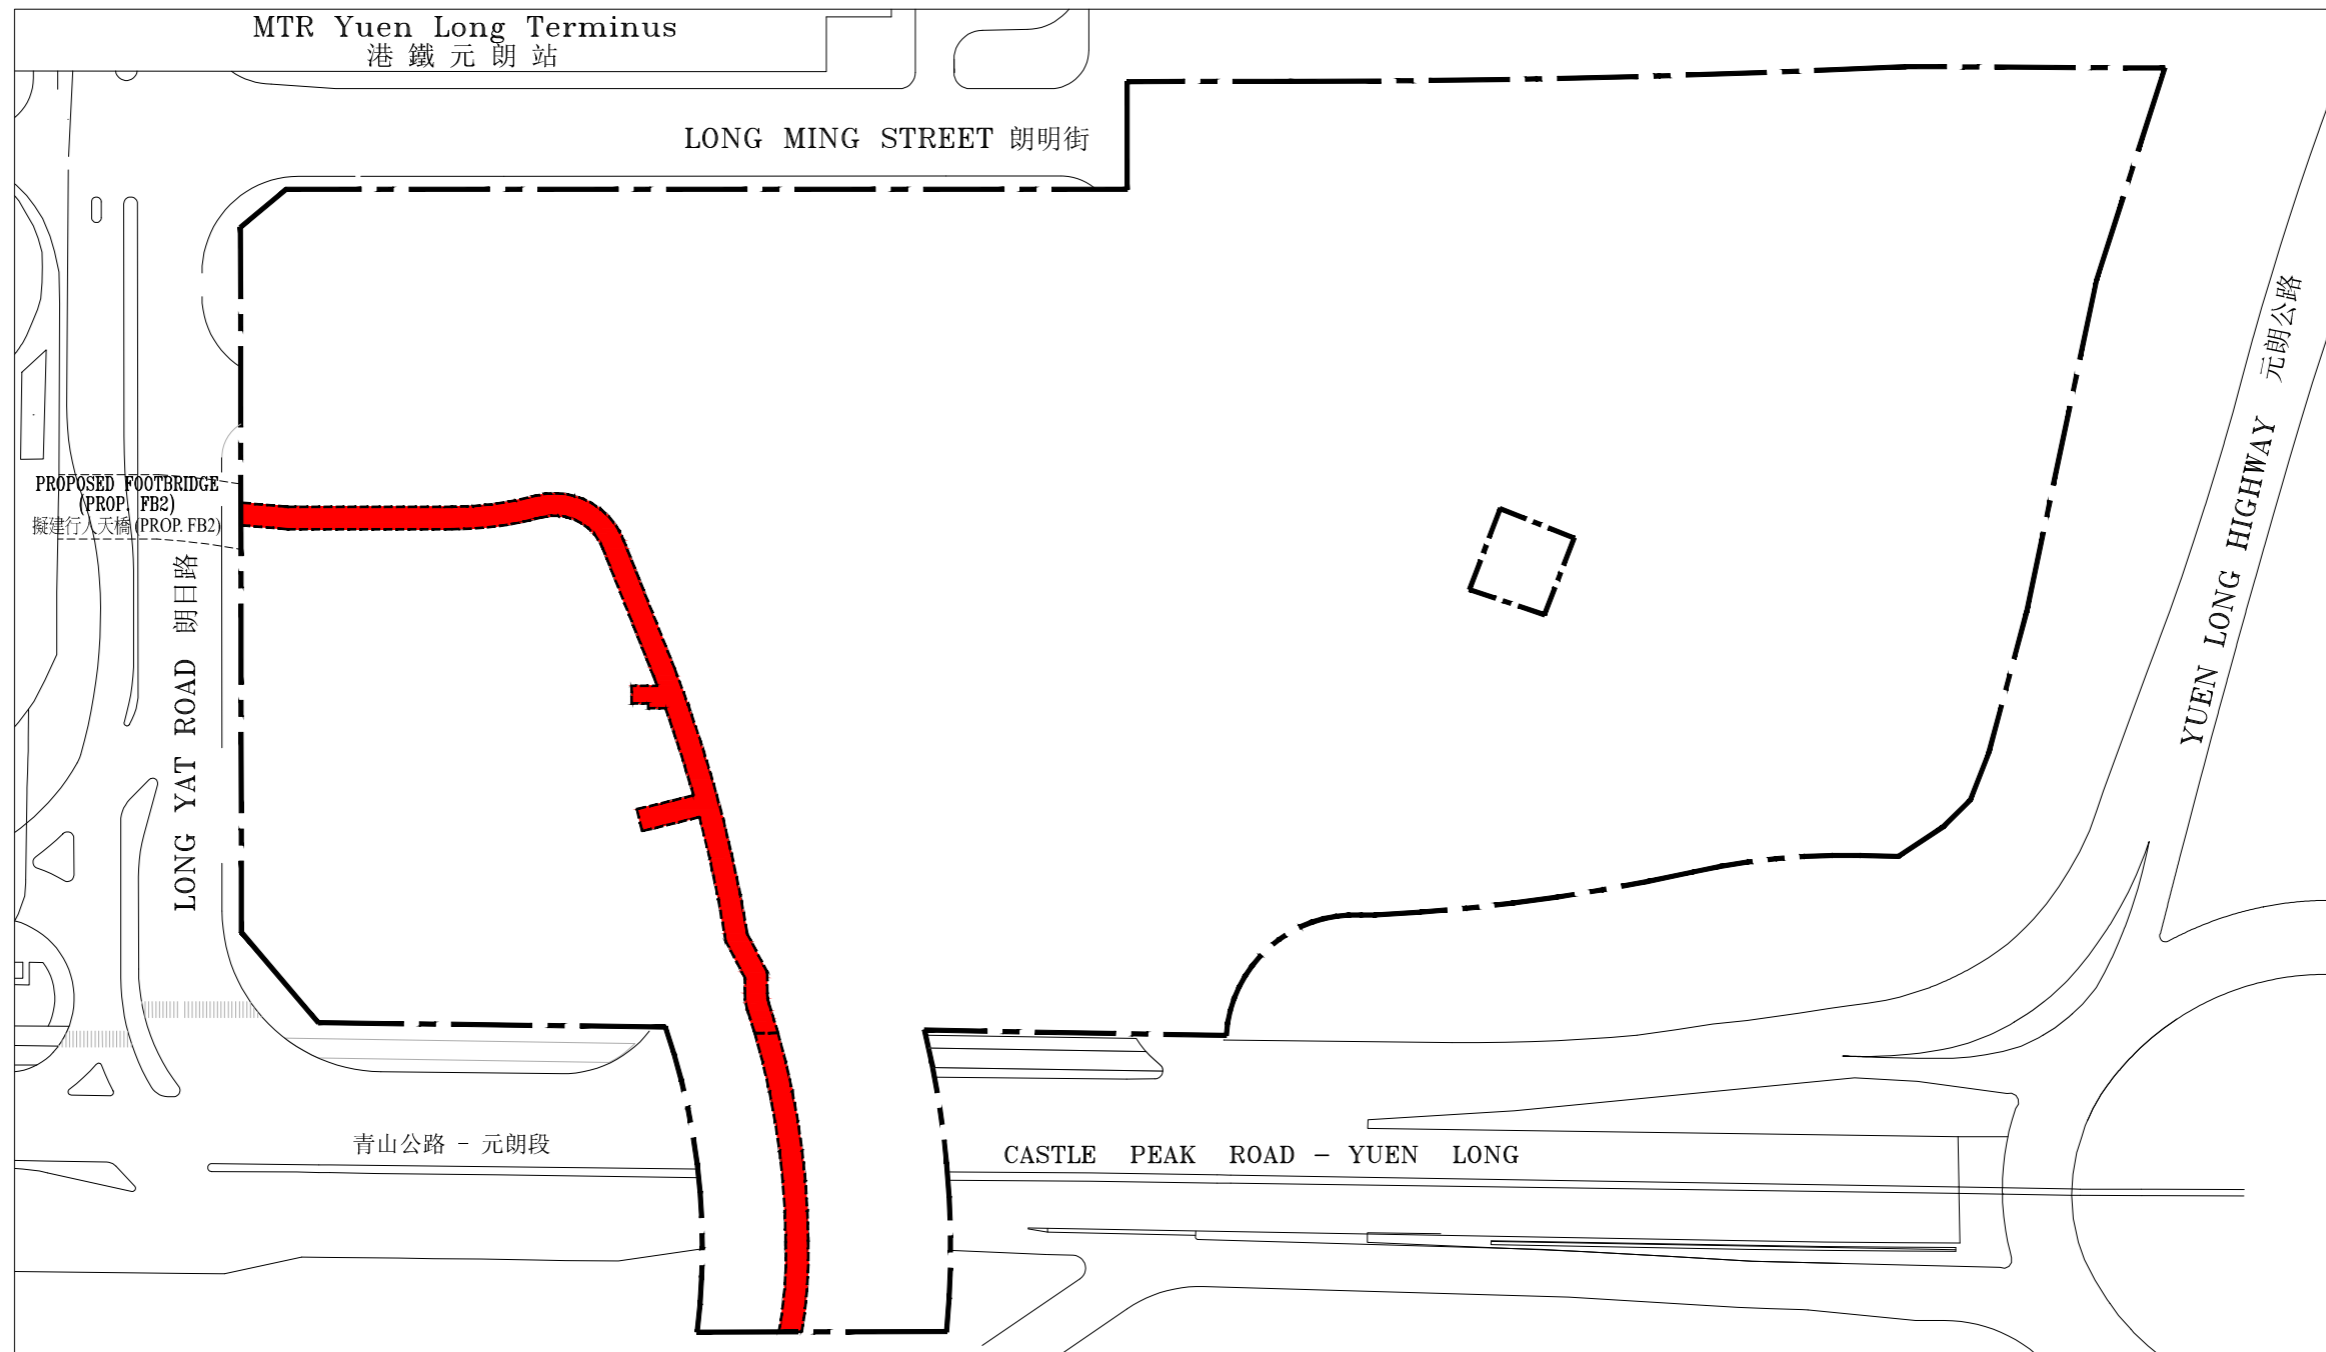 MTR Yuen Long Terminus
港鐵元朗站
LONG MING STREET 朗明街
YUEN LONG HIGHWAY 元朗公路
PROPOSED FOOTBRIDGE
(PROP. FB2)
擬建行人天橋 (PROP. FB2)
LONG YAT ROAD 朗日路
青山公路 - 元朗段
CASTLE PEAK ROAD - YUEN LONG